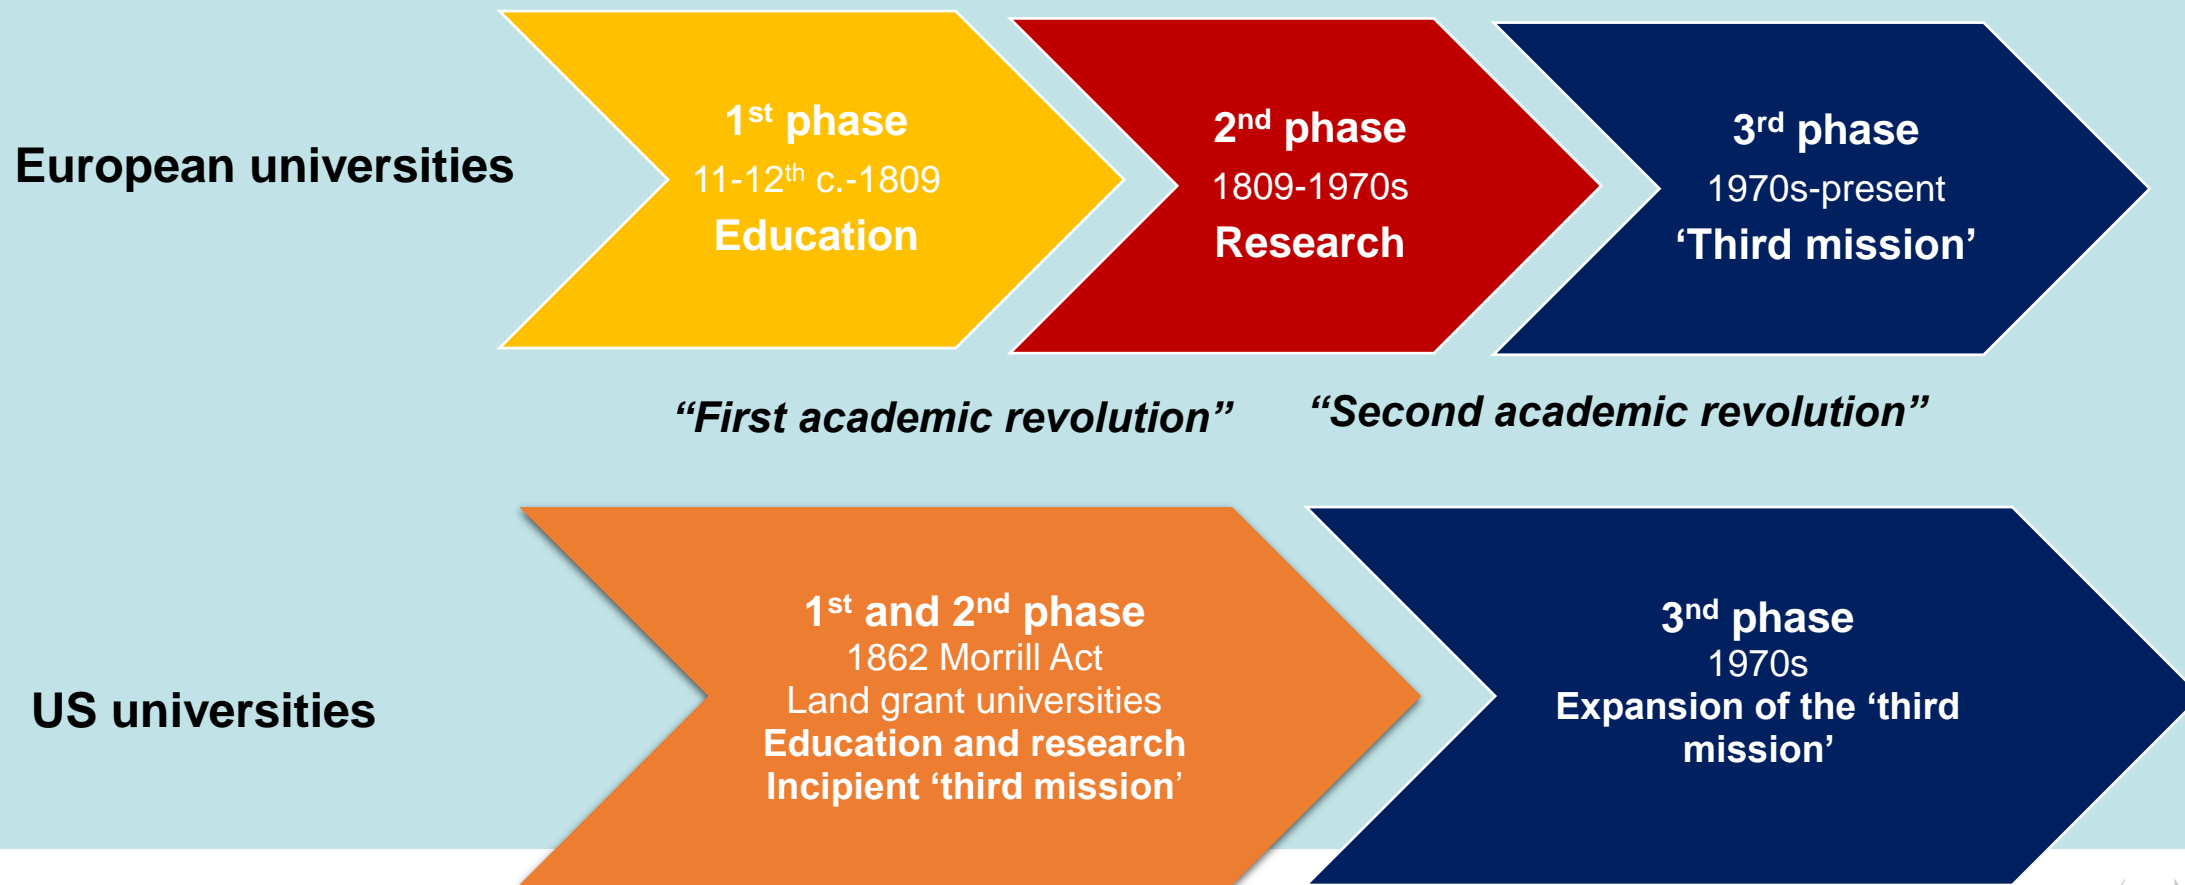 European universities
1st phase
11-12th c.-1809
Education
2nd phase
1809-1970s
Research
3rd phase
1970s-present
‘Third mission’
“First academic revolution”
“Second academic revolution”
US universities
1st and 2nd phase
1862 Morrill Act
Land grant universities
Education and research
Incipient ‘third mission’
3nd phase
1970s
Expansion of the ‘third
mission’